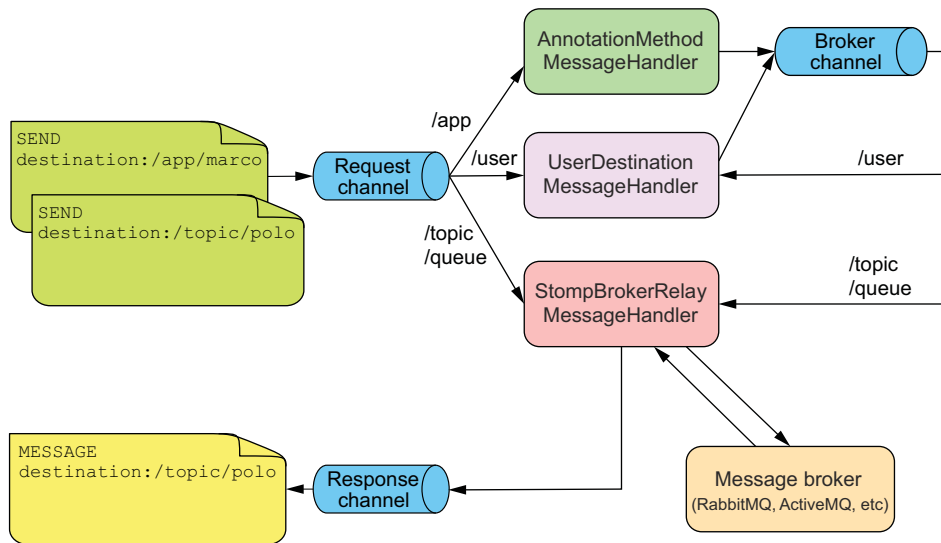 AnnotationMethod
MessageHandler
Broker
channel
/app
SEND
destination:/app/marco
Request
channel
/user
UserDestination
MessageHandler
/user
SEND
destination:/topic/polo
/topic
/queue
StompBrokerRelay
MessageHandler
/topic
/queue
MESSAGE
destination:/topic/polo
Response
channel
Message broker
(RabbitMQ, ActiveMQ, etc)